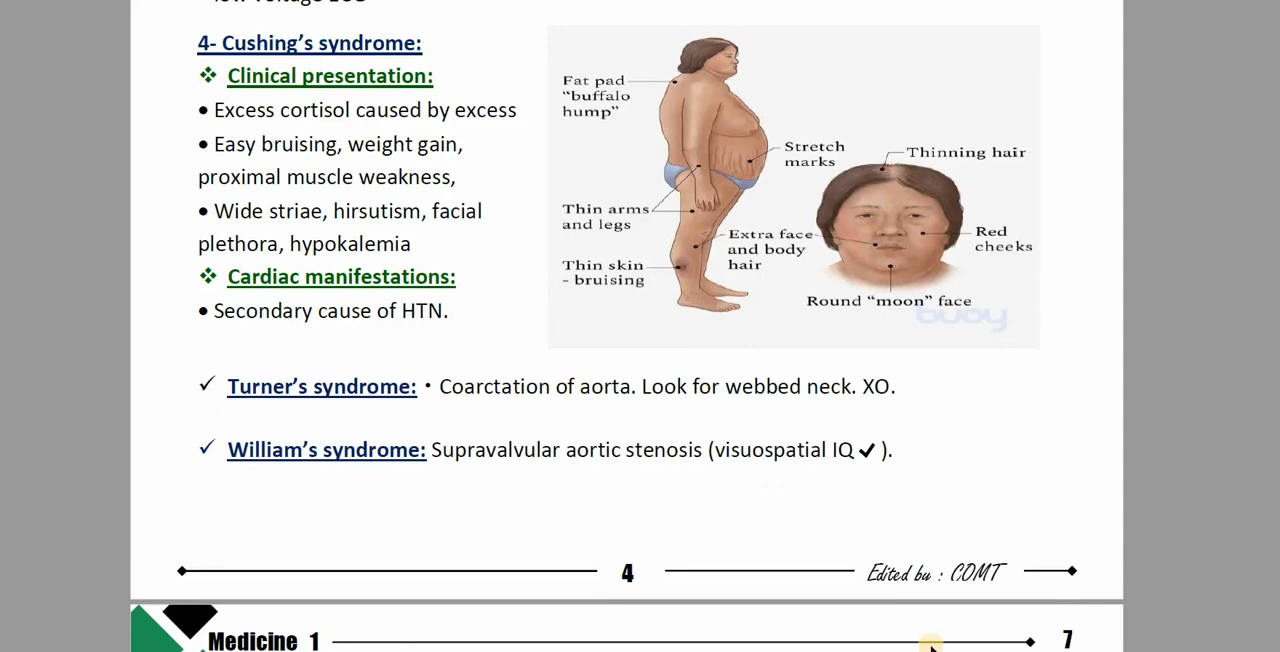 low voltage ECG
4- Cushing's syndrome:
❖ Clinical presentation:
• Excess cortisol caused by excess
• Easy bruising, weight gain,
proximal muscle weakness,
• Wide striae, hirsutism, facial
plethora, hypokalemia
❖ Cardiac manifestations:
• Secondary cause of HTN.
Fat pad
“buffalo
hump”
Stretch
marks
Thin arms
and legs
Extra face
and body
hair
Thin skin
- bruising
Thinning hair
Red
cheeks
Round “moon” face
buoy
✓ Turner's syndrome: • Coarctation of aorta. Look for webbed neck. XO.
✓ William's syndrome: Supravalvular aortic stenosis (visuospatial IQ ✔ ).
4
Edited by : COMT
Medicine 1
7